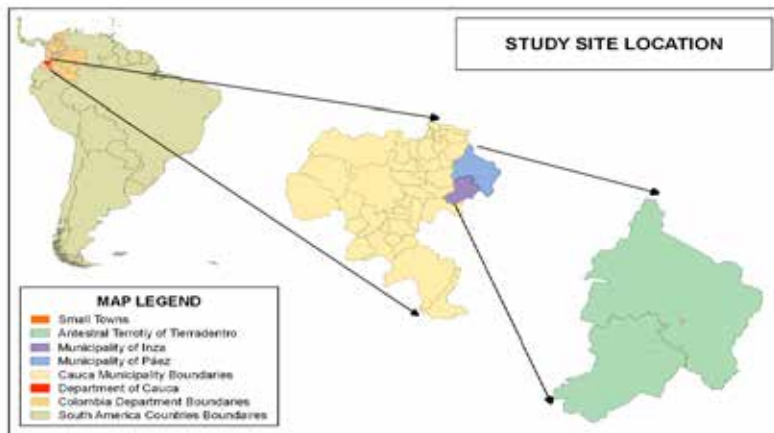 STUDY SITE LOCATION
MAP LEGEND
Small Towns
Antestral Terrotiy of Tierradentro
Municipality of Inza
Municipality of Páez
Cauca Municipality Boundaries
Department of Cauca
Colombia Department Boundaries
South America Countries Boundaires